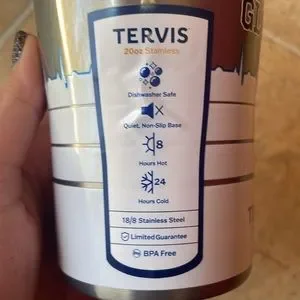 TERVIS
20oz Stainless
Dishwasher Safe
Quiet, Non-Slip Base
8
Hours Hot
24
Hours Cold
18/8 Stainless Steel
Limited Guarantee
BPA Free